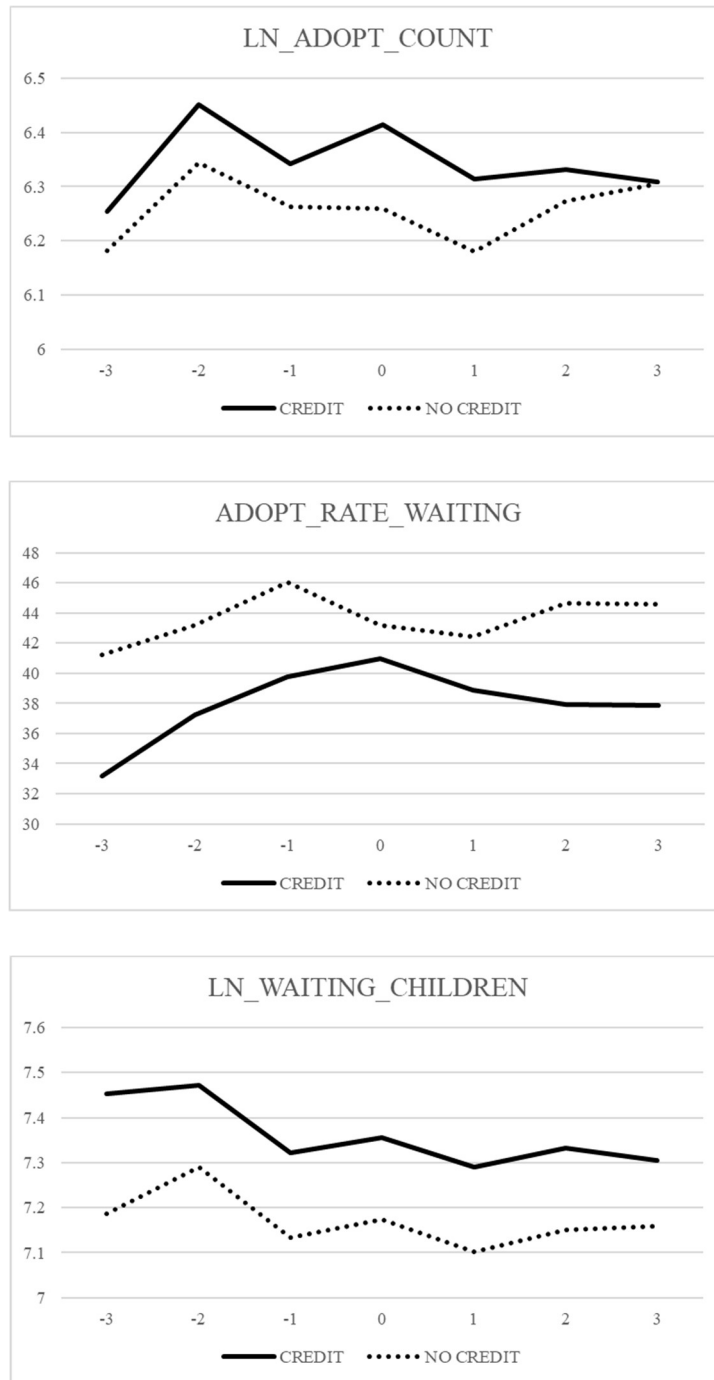 LN_ADOPT_COUNT
6.5
6.4
6.3
6.2
6.1
6
-3 -2 -1 0 1 2 3
CREDIT NO CREDIT
ADOPT_RATE_WAITING
48
46
44
42
40
38
36
34
32
30
-3 -2 -1 0 1 2 3
CREDIT NO CREDIT
LN_WAITING_CHILDREN
7.6
7.5
7.4
7.3
7.2
7.1
7
-3 -2 -1 0 1 2 3
CREDIT NO CREDIT